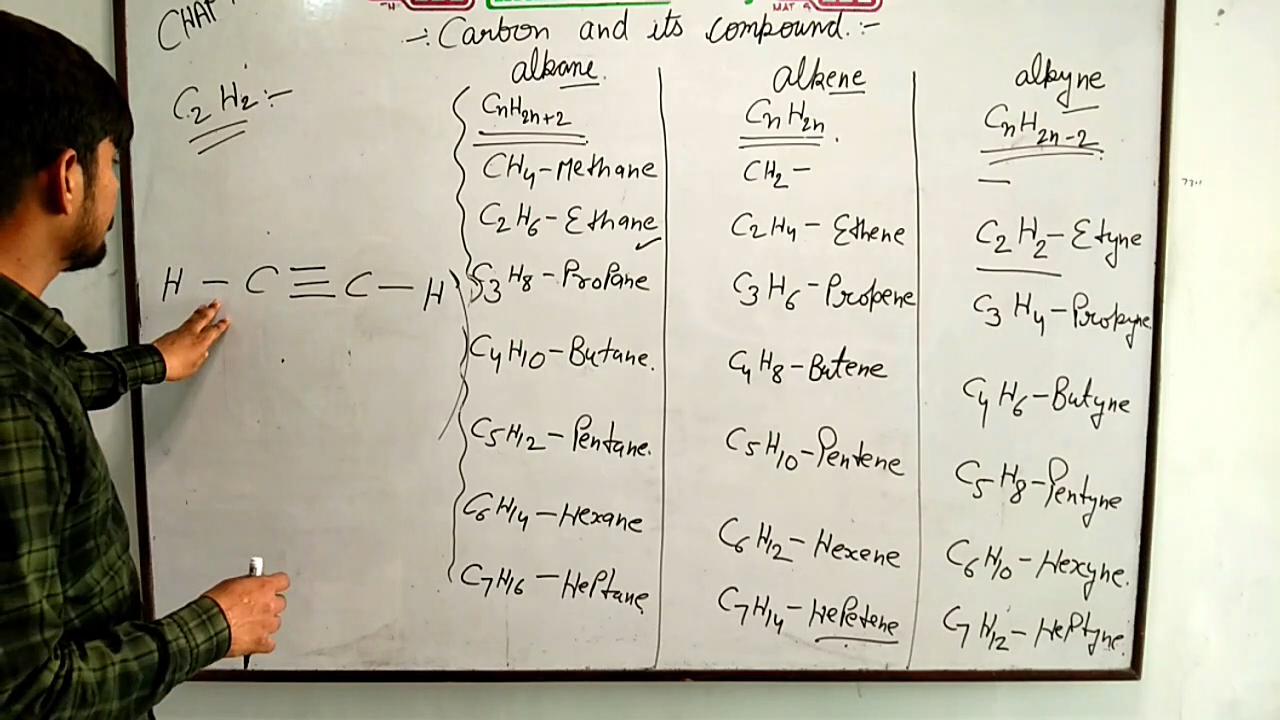 CHAP
-: Carbon and its compound. :-
C2H2 :-
H - C ≡ C - H
alkane.
CnH2n+2
CH4 - Methane
C2H6 - Ethane
C3H8 - Propane
C4H10 - Butane.
C5H12 - Pentane.
C6H14 - Hexane
C7H16 - Heptane
alkene
CnH2n.
CH2 -
C2H4 - Ethene
C3H6 - Propene
C4H8 - Butene
C5H10 - Pentene
C6H12 - Hexene
C7H14 - Hepetene
alkyne
CnH2n-2
—
C2H2 - Etyne
C3H4 - Propyne
C4H6 - Butyne
C5H8 - Pentyne
C6H10 - Hexyne.
C7H12 - Heptyne.